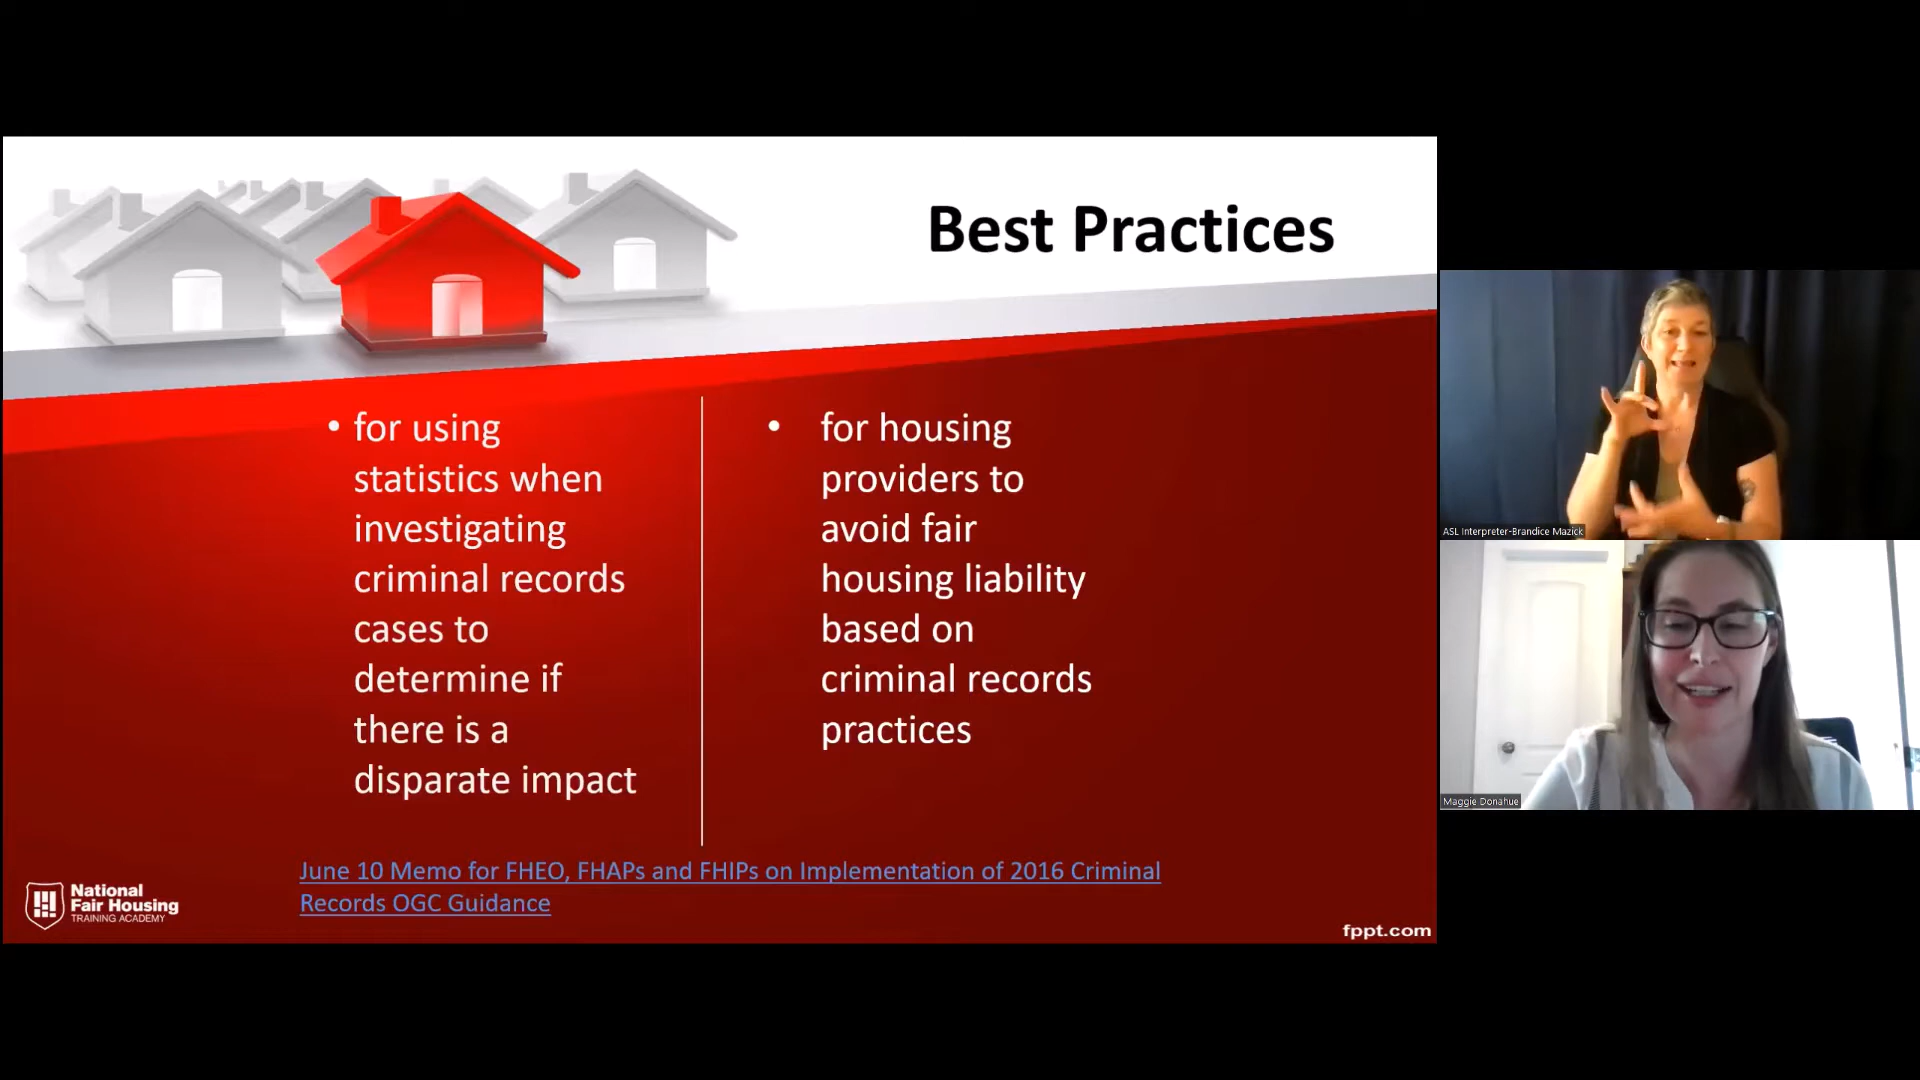 Best Practices
• for using
statistics when
investigating
criminal records
cases to
determine if
there is a
disparate impact
• for housing
providers to
avoid fair
housing liability
based on
criminal records
practices
June 10 Memo for FHEO, FHAPs and FHIPs on Implementation of 2016 Criminal
Records OGC Guidance
National
Fair Housing
TRAINING ACADEMY
fppt.com
ASL Interpreter-Brandice Mazick
Maggie Donahue